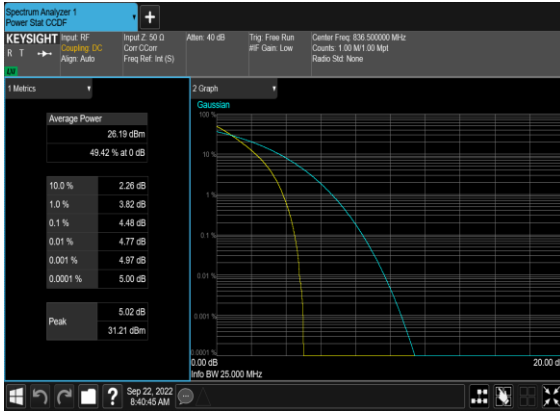 Spectrum Analyzer 1
Power Stat CCDF
+
KEYSIGHT
R T
LXI
Input: RF
Coupling: DC
Align: Auto
Input Z: 50 Ω
Corr CCorr
Freq Ref: Int (S)
Atten: 40 dB
Trig: Free Run
#IF Gain: Low
Center Freq: 836.500000 MHz
Counts: 1.00 M/1.00 Mpt
Radio Std: None
1 Metrics
Average Power
26.19 dBm
49.42 % at 0 dB
10.0 % 2.26 dB
1.0 % 3.82 dB
0.1 % 4.48 dB
0.01 % 4.77 dB
0.001 % 4.97 dB
0.0001 % 5.00 dB
Peak
5.02 dB
31.21 dBm
2 Graph
Gaussian
100 %
10 %
1 %
0.1 %
0.01 %
0.001 %
0.0001 %
0.00 dB
20.00 d
Info BW 25.000 MHz
?
Sep 22, 2022
8:40:45 AM